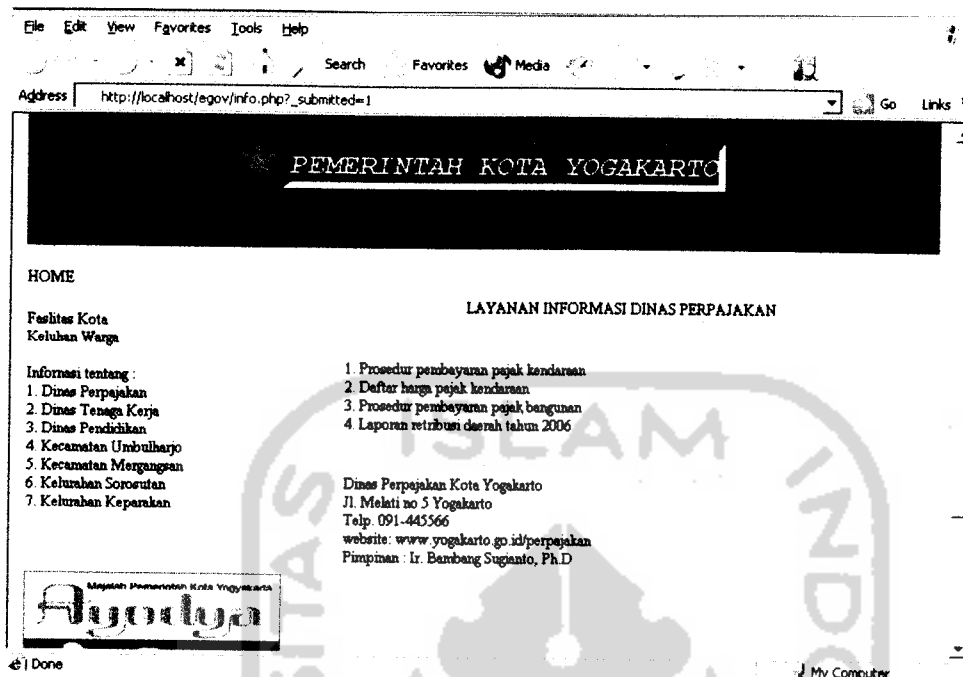 File Edit View Favorites Tools Help
Search Favorites Media
Address http://localhost/egov/info.php?_submitted=1 Go Links
PEMERINTAH KOTA YOGAKARTO
HOME
LAYANAN INFORMASI DINAS PERPAJAKAN
Faslitas Kota
Keluhan Warga
Infornasi tentang :
1. Dinas Perpajakan
2. Dinas Tenaga Kerja
3. Dinas Pendidikan
4. Kecamatan Umbulharjo
5. Kecamatan Mergangsan
6. Kelurahan Sorosutan
7. Kelurahan Keparakan
1. Prosedur pembayaran pajak kendaraan
2. Daftar harga pajak kendaraan
3. Prosedur pembayaran pajak bangunan
4. Laporan retribusi daerah tahun 2006
Dinas Perpajakan Kota Yogakarto
Jl. Melati no 5 Yogakarto
Telp. 091-445566
website: www.yogakarto.go.id/perpajakan
Pimpinan : Ir. Bambang Sugianto, Ph.D
Majalah Pemerintah Kota Yogyakarta
Ayodya
Done
My Computer
ISLAM